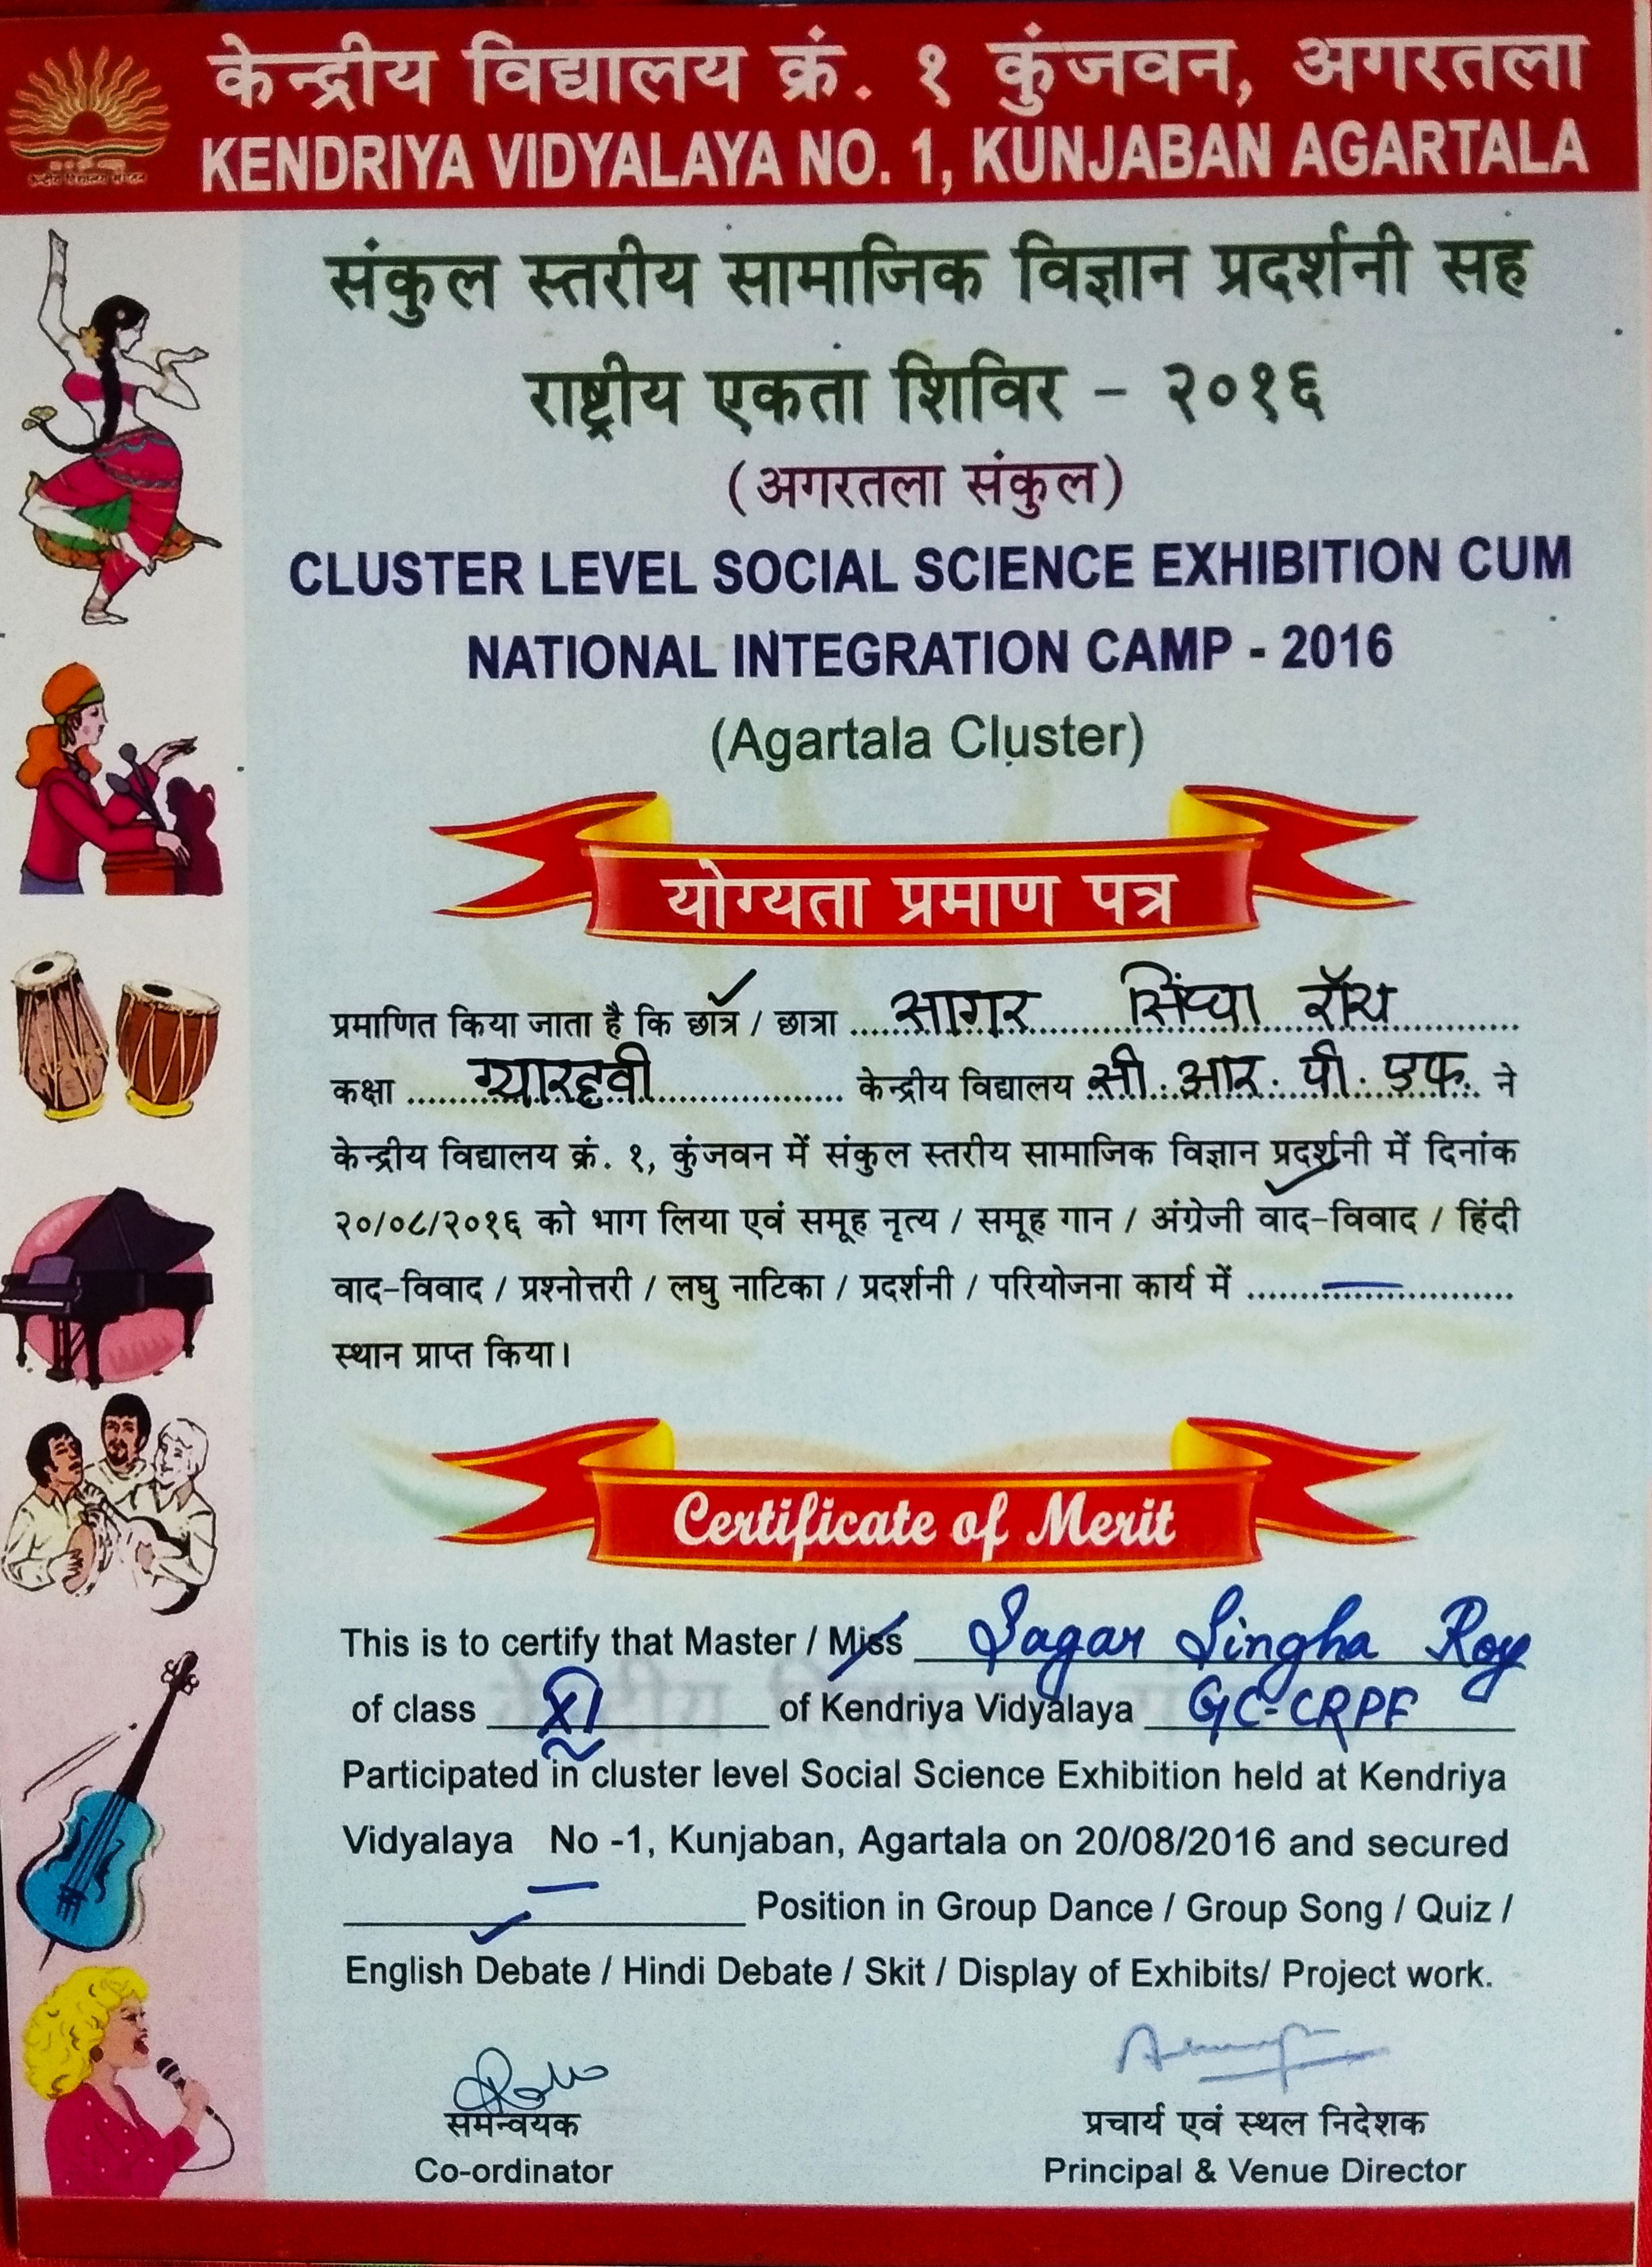 केन्द्रीय विद्यालय क्रं. १ कुंजवन, अगरतला
KENDRIYA VIDYALAYA NO. 1, KUNJABAN AGARTALA
संकुल स्तरीय सामाजिक विज्ञान प्रदर्शनी सह
राष्ट्रीय एकता शिविर - २०१६
(अगरतला संकुल)
CLUSTER LEVEL SOCIAL SCIENCE EXHIBITION CUM
NATIONAL INTEGRATION CAMP - 2016
(Agartala Cluster)
योग्यता प्रमाण पत्र
प्रमाणित किया जाता है कि छात्र / छात्रा सागर सिंघा रॉय
कक्षा ग्यारहवी केन्द्रीय विद्यालय सी. आर. पी. एफ. ने
केन्द्रीय विद्यालय क्रं. १, कुंजवन में संकुल स्तरीय सामाजिक विज्ञान प्रदर्शनी में दिनांक
२०/०८/२०१६ को भाग लिया एवं समूह नृत्य / समूह गान / अंग्रेजी वाद-विवाद / हिंदी
वाद-विवाद / प्रश्नोत्तरी / लघु नाटिका / प्रदर्शनी / परियोजना कार्य में .......—.......
स्थान प्राप्त किया।
Certificate of Merit
This is to certify that Master / Miss Sagar Singha Roy
of class XI of Kendriya Vidyalaya GC-CRPF
Participated in cluster level Social Science Exhibition held at Kendriya
Vidyalaya No -1, Kunjaban, Agartala on 20/08/2016 and secured
— Position in Group Dance / Group Song / Quiz /
English Debate / Hindi Debate / Skit / Display of Exhibits/ Project work.
समन्वयक
Co-ordinator
प्रचार्य एवं स्थल निदेशक
Principal & Venue Director